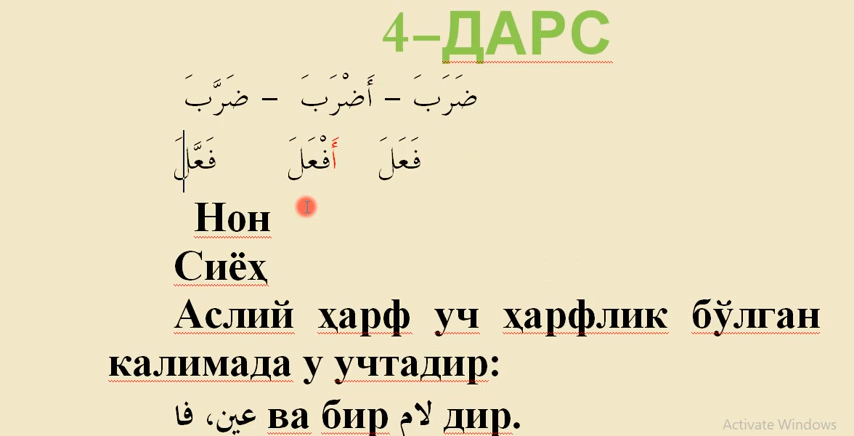 4–ДАРС
ضَرَبَ – أَضْرَبَ – ضَرَّبَ
فَعَلَ أَفْعَلَ فَعَّلَ
Нон
Сиёҳ
Аслий ҳарф уч ҳарфлик бўлган
калимада у учтадир:
عين، فا ва бир لام дир.
Activate Windows